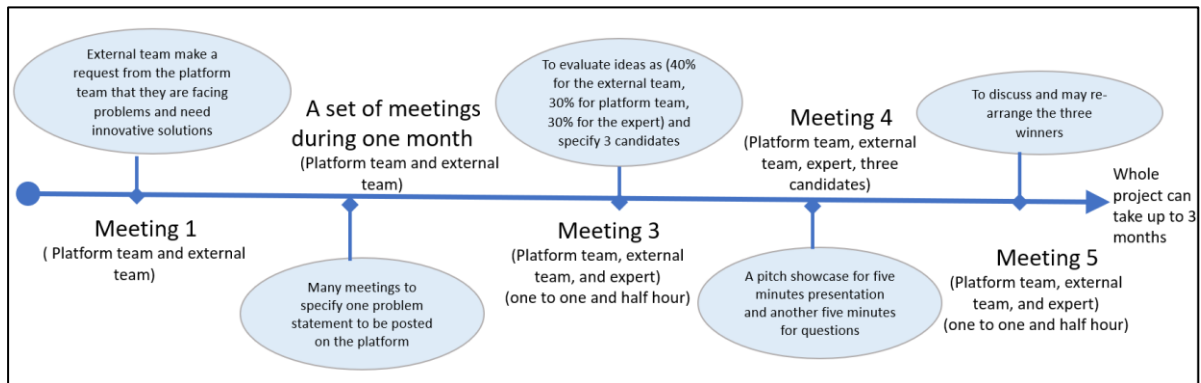 External team make a
request from the platform
team that they are facing
problems and need
innovative solutions
Meeting 1
( Platform team and external
team)
A set of meetings
during one month
(Platform team and external
team)
Many meetings to
specify one problem
statement to be posted
on the platform
To evaluate ideas as (40%
for the external team,
30% for platform team,
30% for the expert) and
specify 3 candidates
Meeting 3
(Platform team, external
team, and expert)
(one to one and half hour)
Meeting 4
(Platform team, external
team, expert, three
candidates)
A pitch showcase for five
minutes presentation
and another five minutes
for questions
To discuss and may re-
arrange the three
winners
Meeting 5
(Platform team, external
team, and expert)
(one to one and half hour)
Whole
project can
take up to 3
months